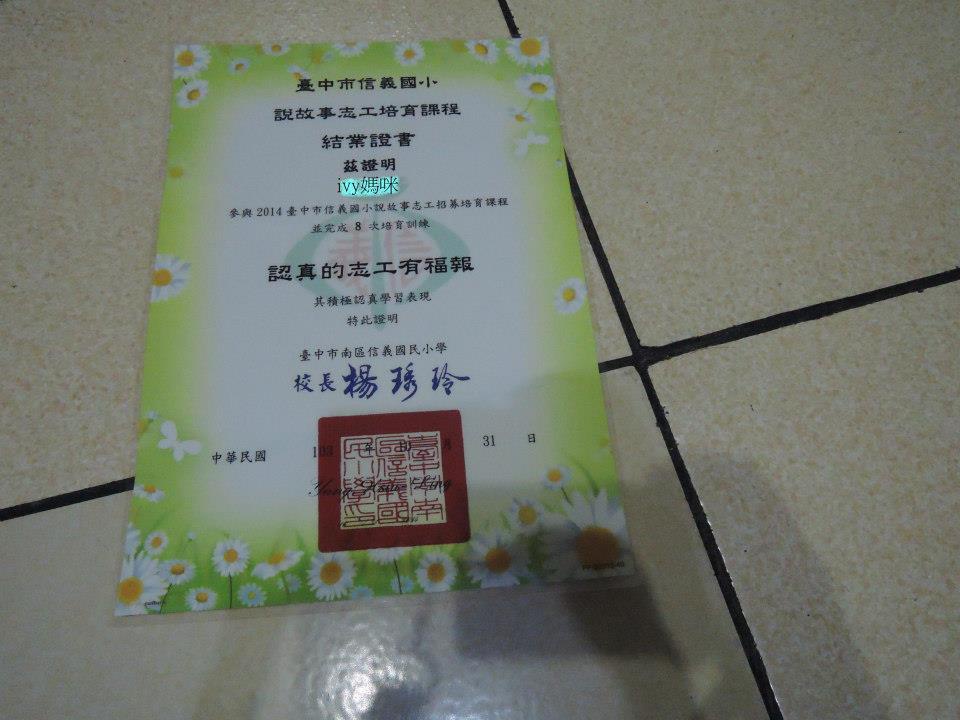 臺中市信義國小
說故事志工培育課程
結業證書
茲證明
ivy媽咪
參與 2014 臺中市信義國小說故事志工招募培育課程
並完成 8 次培育訓練
認真的志工有福報
其積極認真學習表現
特此證明
臺中市南區信義國民小學
校長 楊琇玲
中華民國 103 年 10 月 31 日